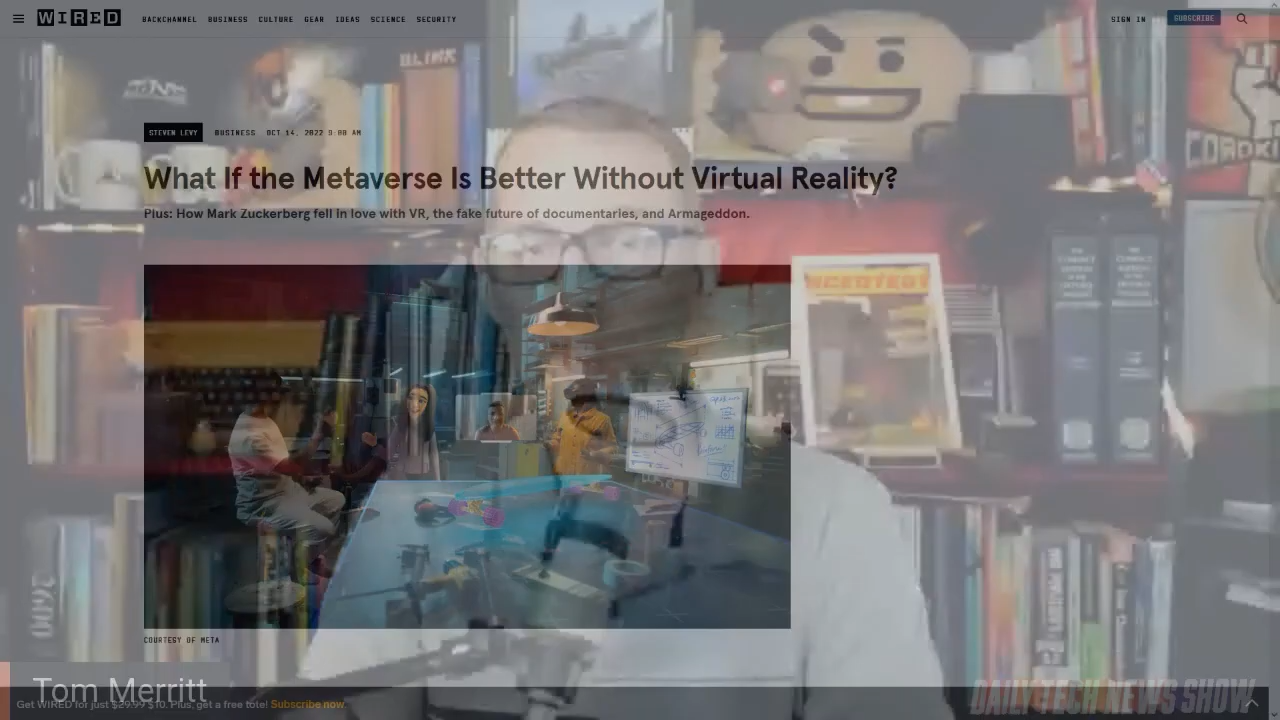 WIRED
BACKCHANNEL BUSINESS CULTURE GEAR IDEAS SCIENCE SECURITY
SIGN IN
SUBSCRIBE
BLINK
STEVEN LEVY BUSINESS OCT 14, 2022 9:00 AM
What If the Metaverse Is Better Without Virtual Reality?
Plus: How Mark Zuckerberg fell in love with VR, the fake future of documentaries, and Armageddon.
COURTESY OF META
Tom Merritt
Get WIRED for just $29.99 $10. Plus, get a free tote! Subscribe now.
DAILY TECH NEWS SHOW